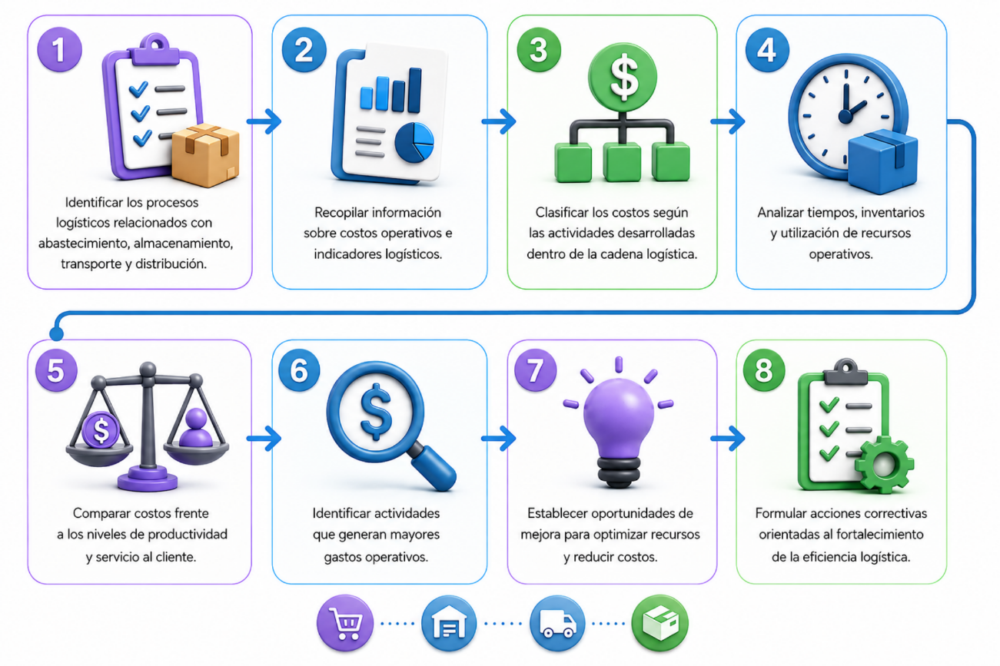 1
Identificar los procesos
logísticos relacionados con
abastecimiento, almacenamiento,
transporte y distribución.
2
Recopilar información
sobre costos operativos e
indicadores logísticos.
3
$
Clasificar los costos según
las actividades desarrolladas
dentro de la cadena logística.
4
Analizar tiempos, inventarios
y utilización de recursos
operativos.
5
$
Comparar costos frente
a los niveles de productividad
y servicio al cliente.
6
$
Identificar actividades
que generan mayores
gastos operativos.
7
Establecer oportunidades de
mejora para optimizar recursos
y reducir costos.
8
Formular acciones correctivas
orientadas al fortalecimiento
de la eficiencia logística.